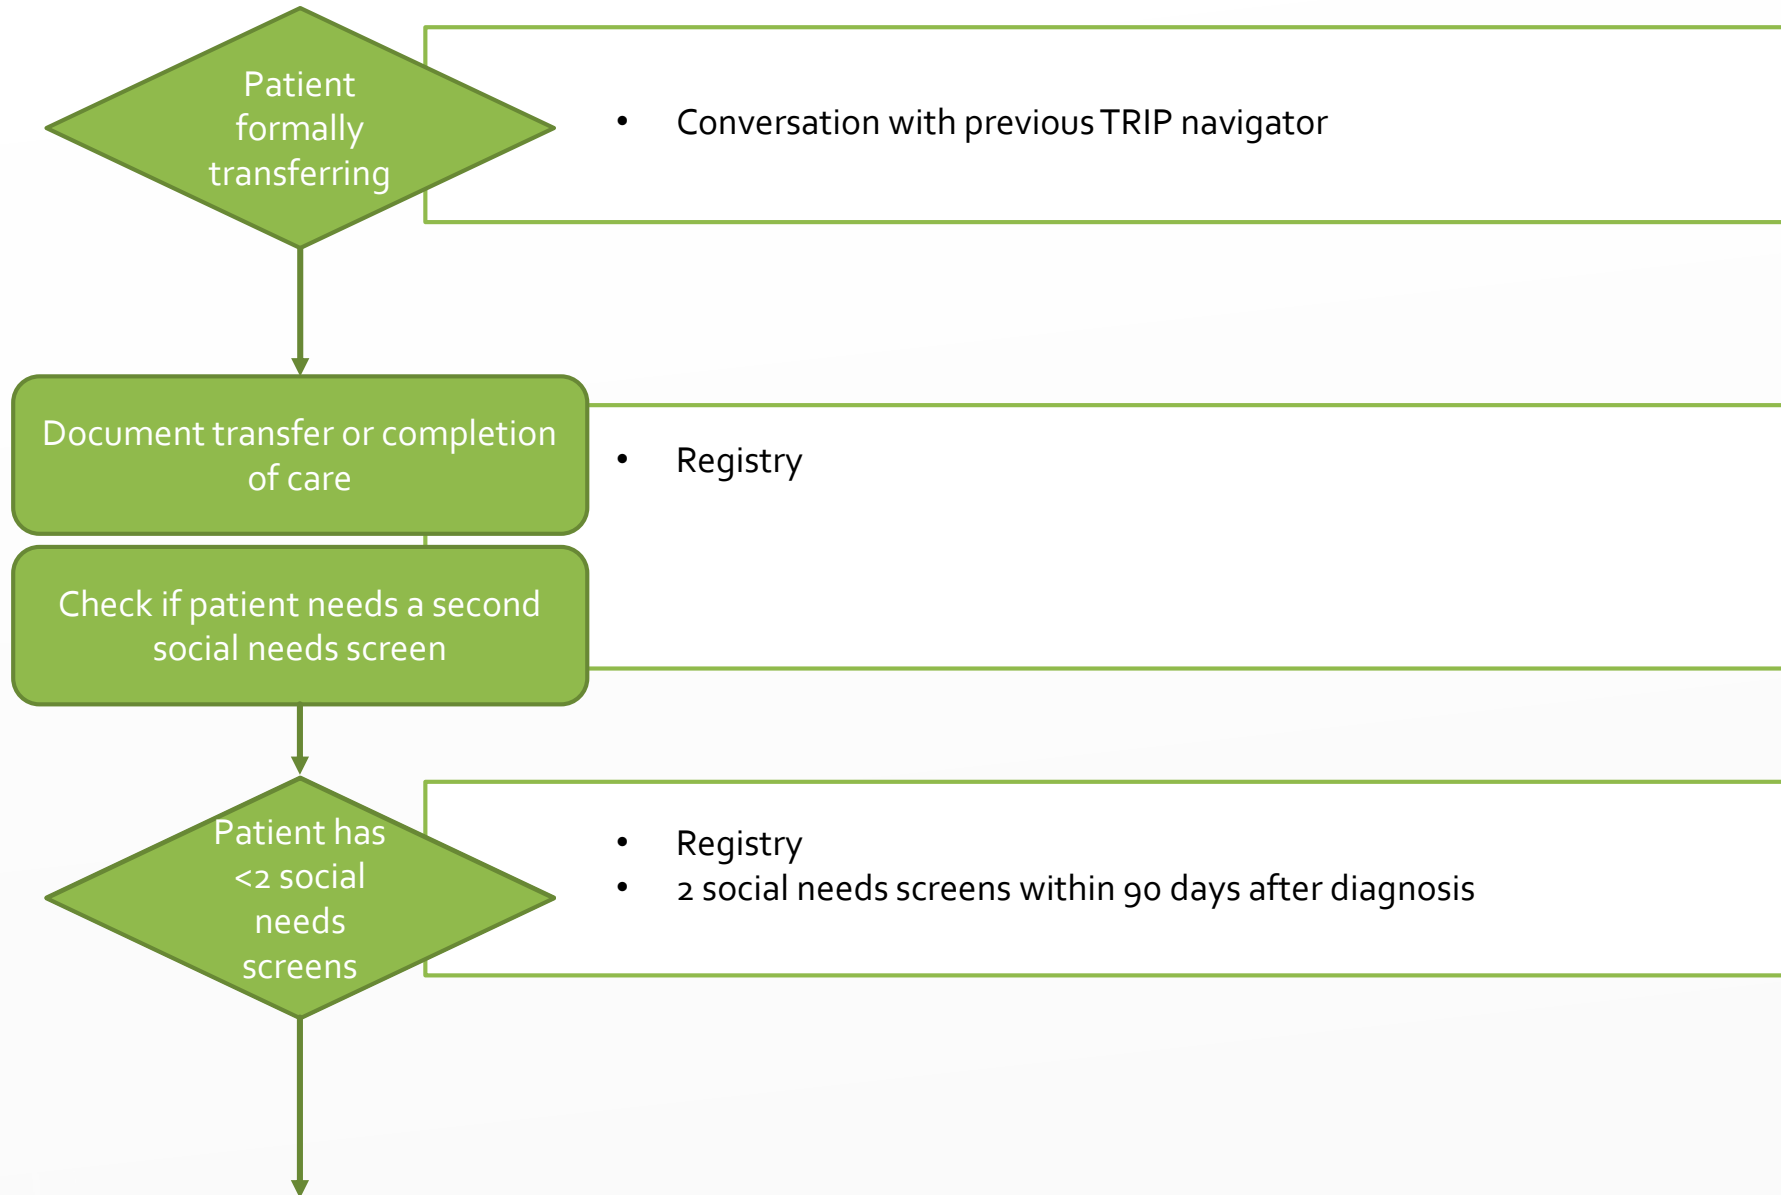 Patient
formally
transferring
• Conversation with previous TRIP navigator
Document transfer or completion
of care
• Registry
Check if patient needs a second
social needs screen
Patient has
<2 social
needs
screens
• Registry
• 2 social needs screens within 90 days after diagnosis